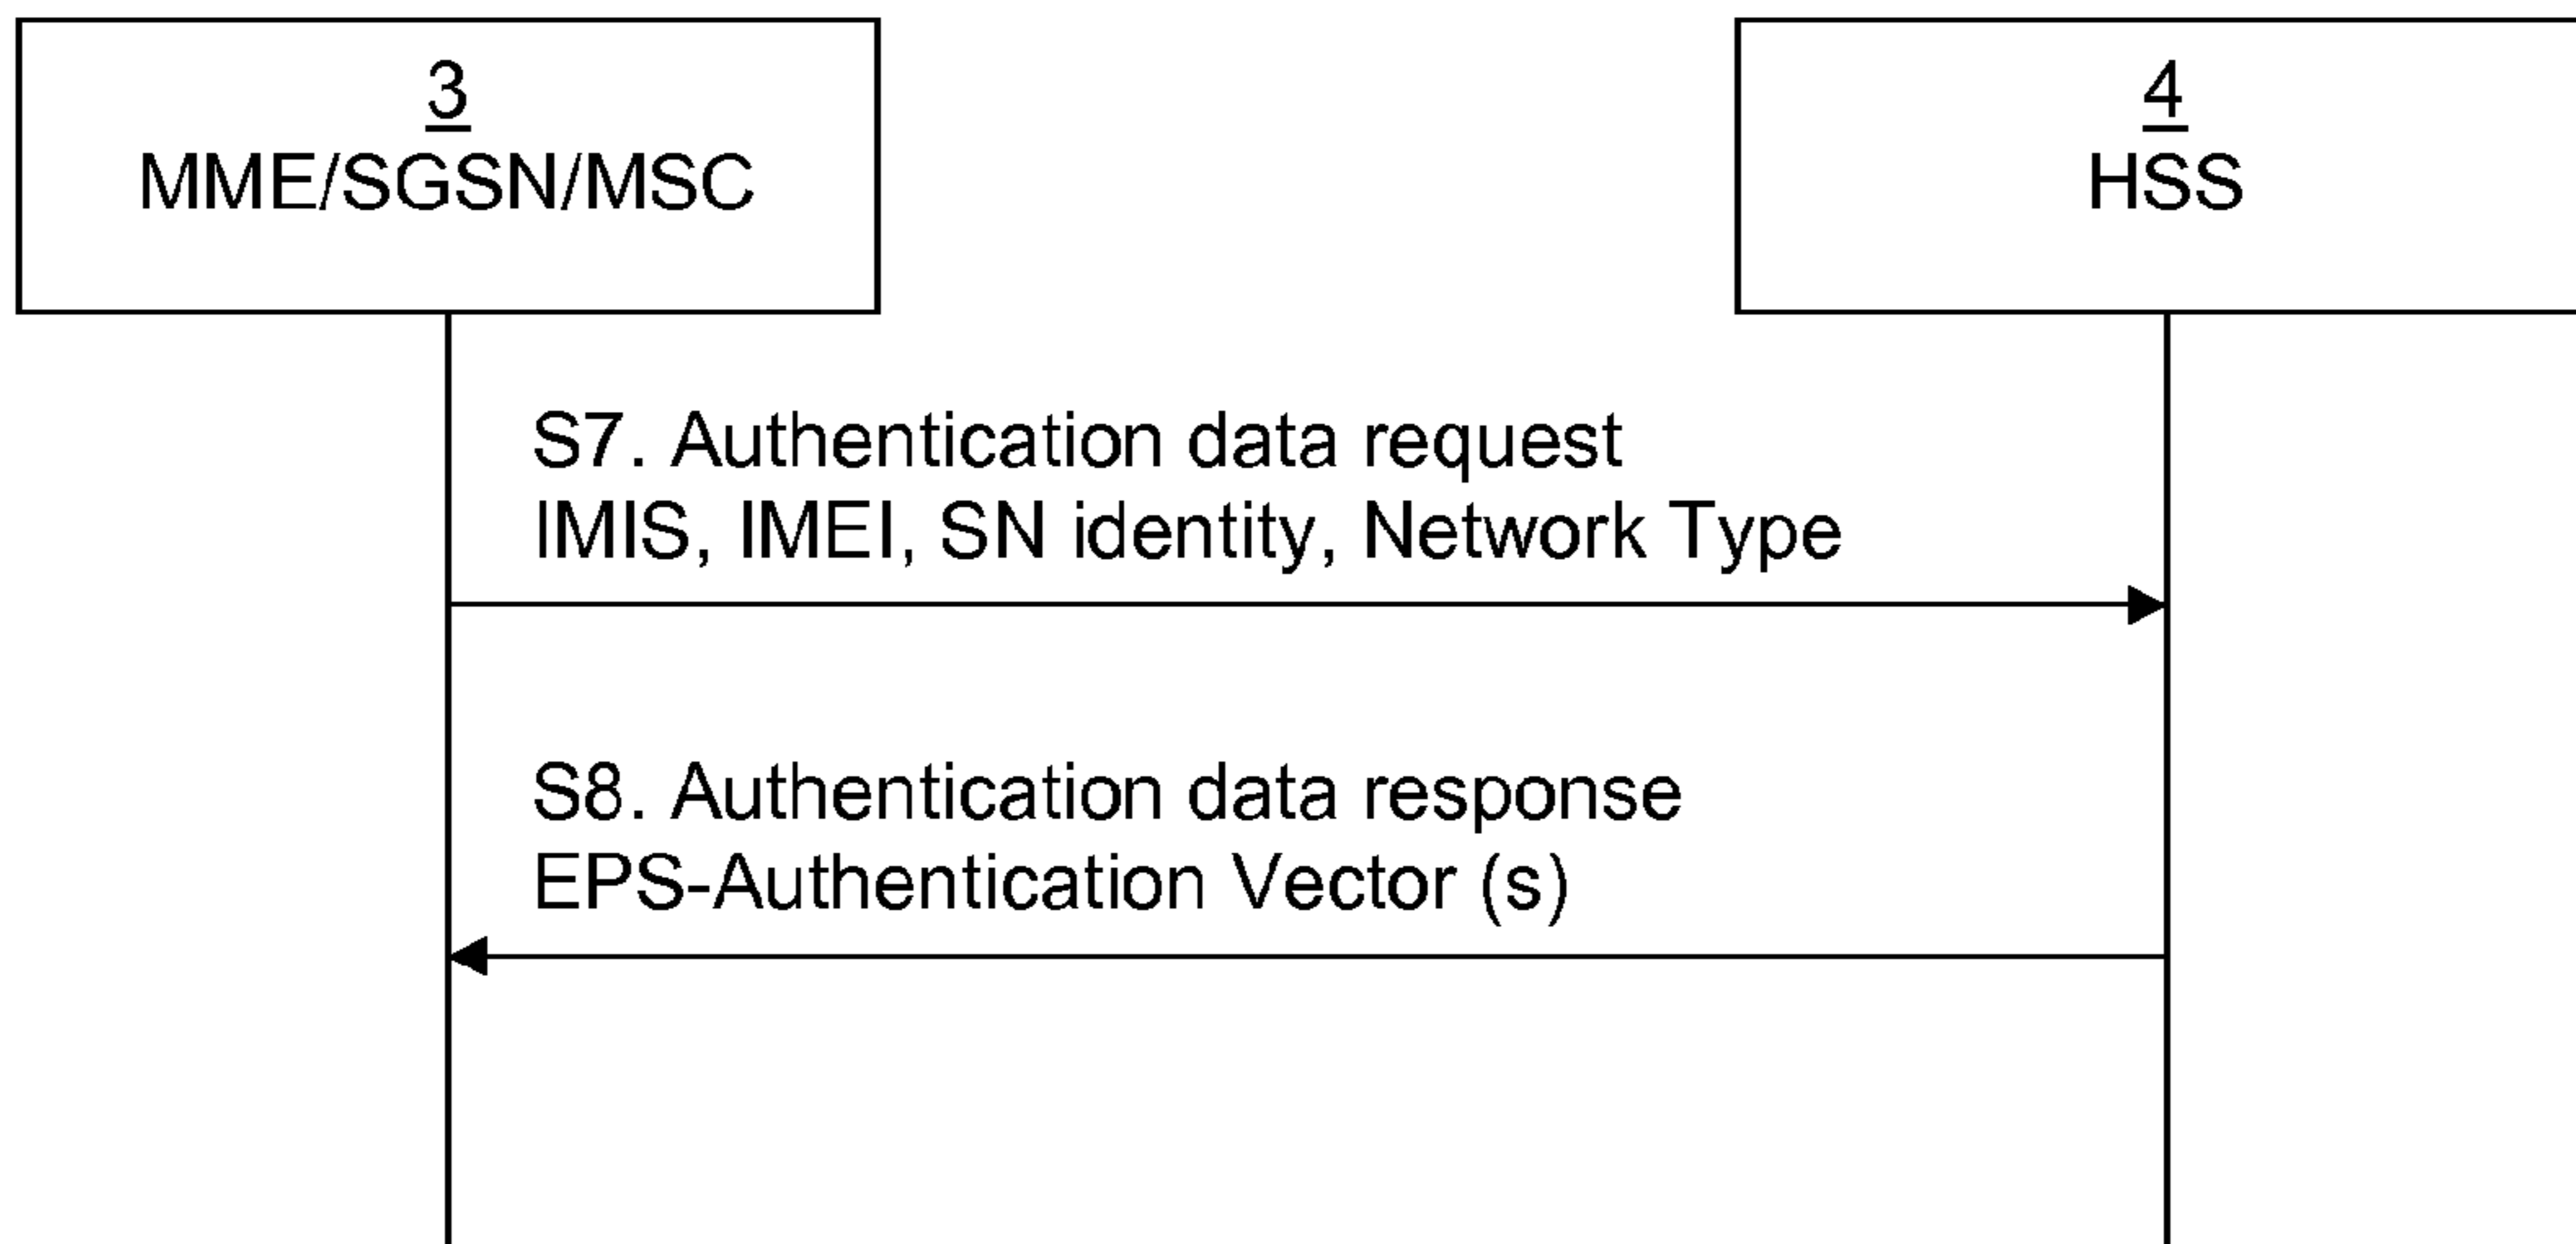 3
MME/SGSN/MSC
4
HSS
S7. Authentication data request
IMIS, IMEI, SN identity, Network Type
S8. Authentication data response
EPS-Authentication Vector (s)